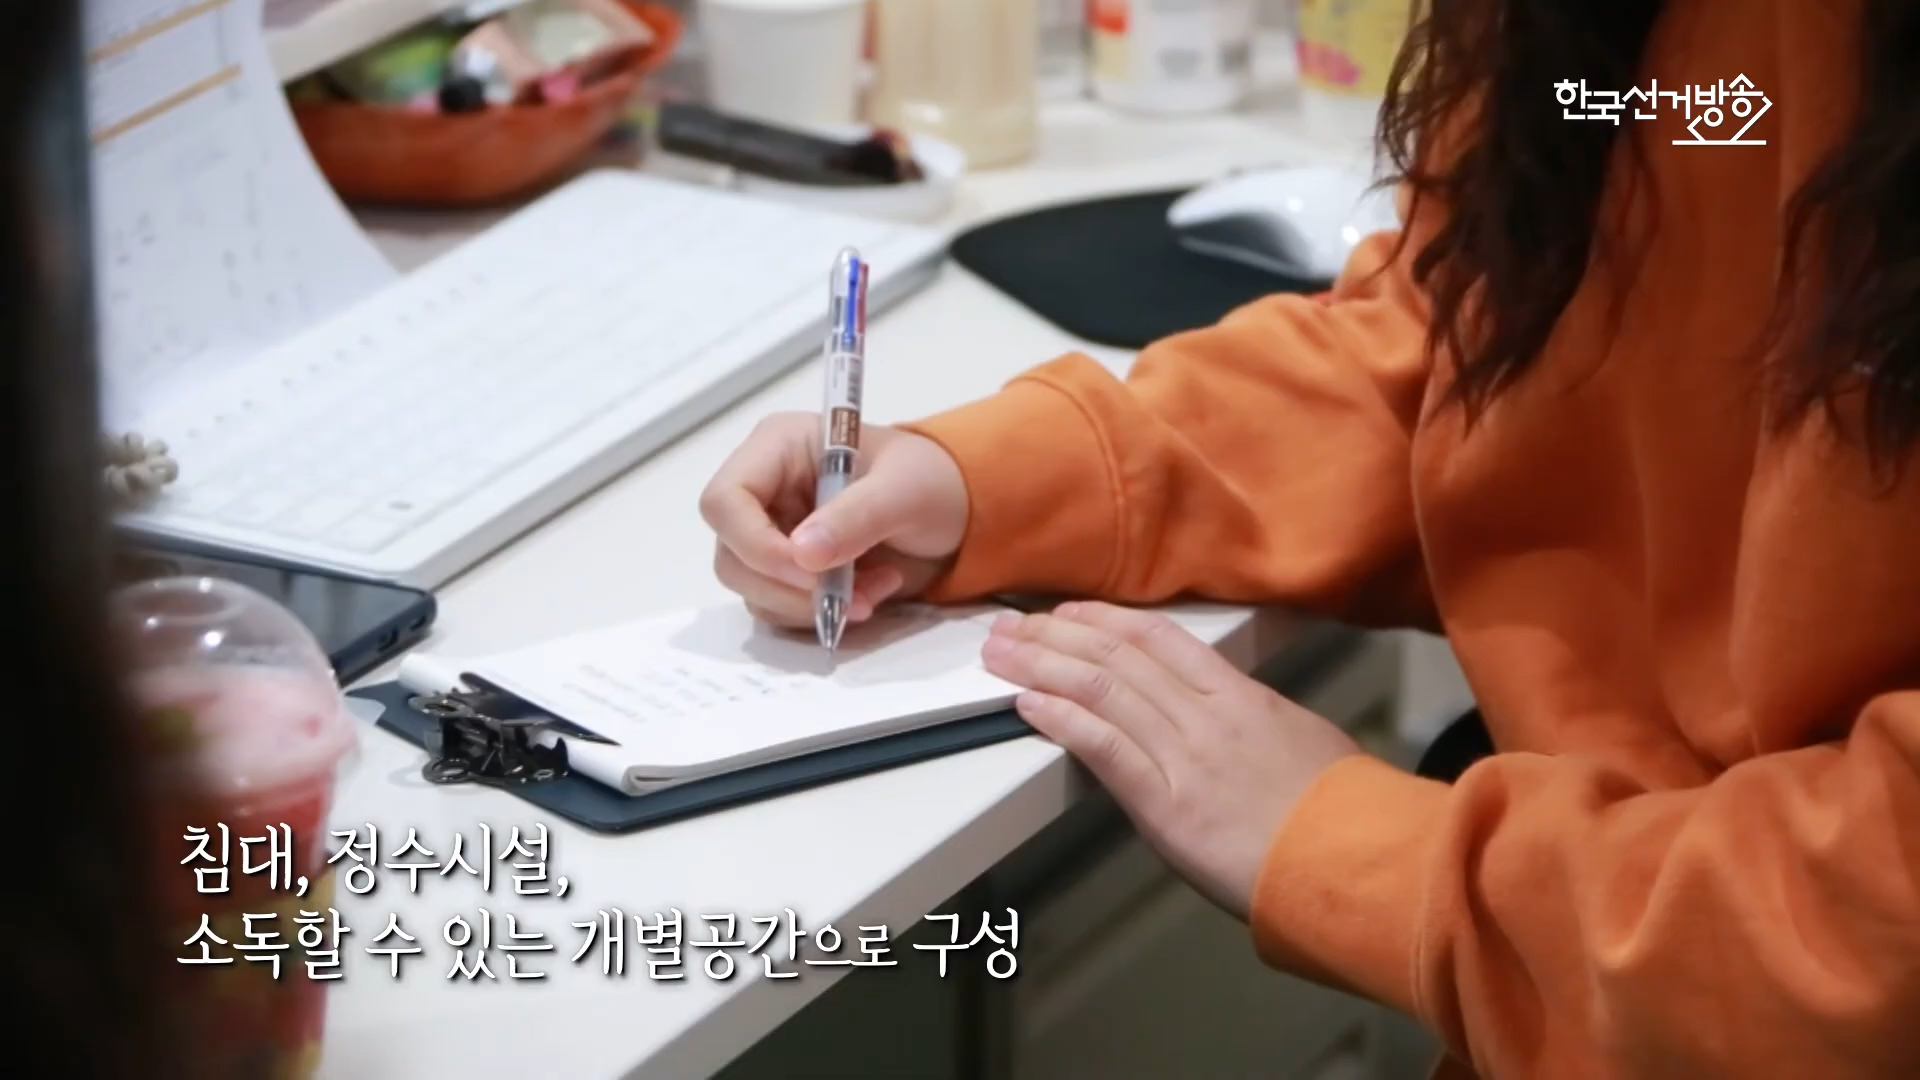 한국선거방송
침대, 정수시설,
소독할 수 있는 개별공간으로 구성